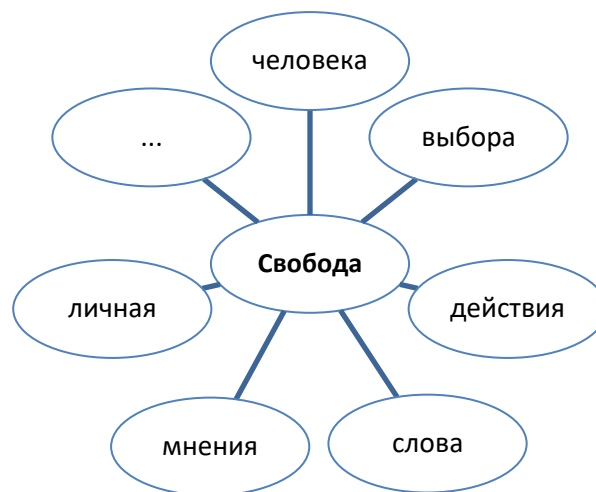 человека
...
выбора
Свобода
личная
действия
мнения
слова